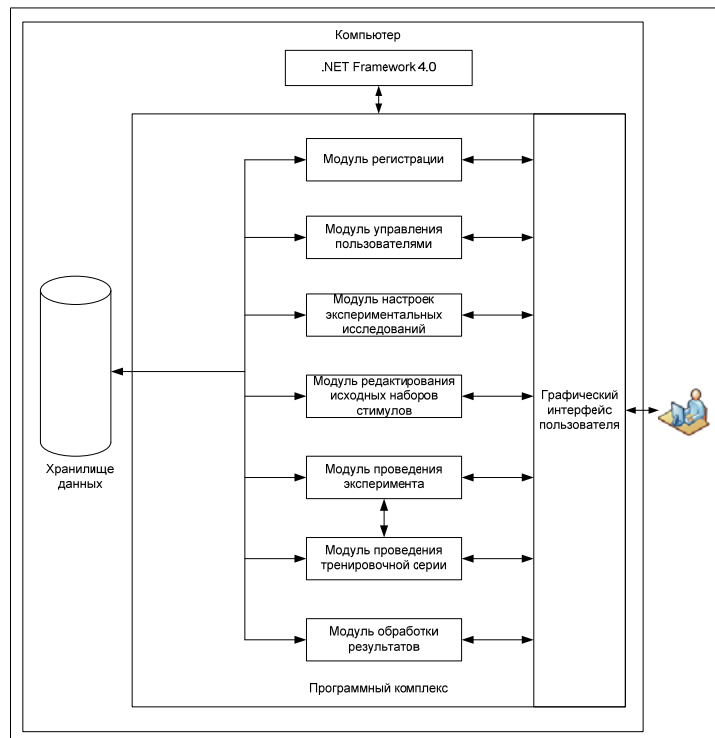 Компьютер
.NET Framework 4.0
Модуль регистрации
Модуль управления
пользователями
Модуль настроек
экспериментальных
исследований
Модуль редактирования
исходных наборов
стимулов
Графический
интерфейс
пользователя
Хранилище
данных
Модуль проведения
эксперимента
Модуль проведения
тренировочной серии
Модуль обработки
результатов
Программный комплекс